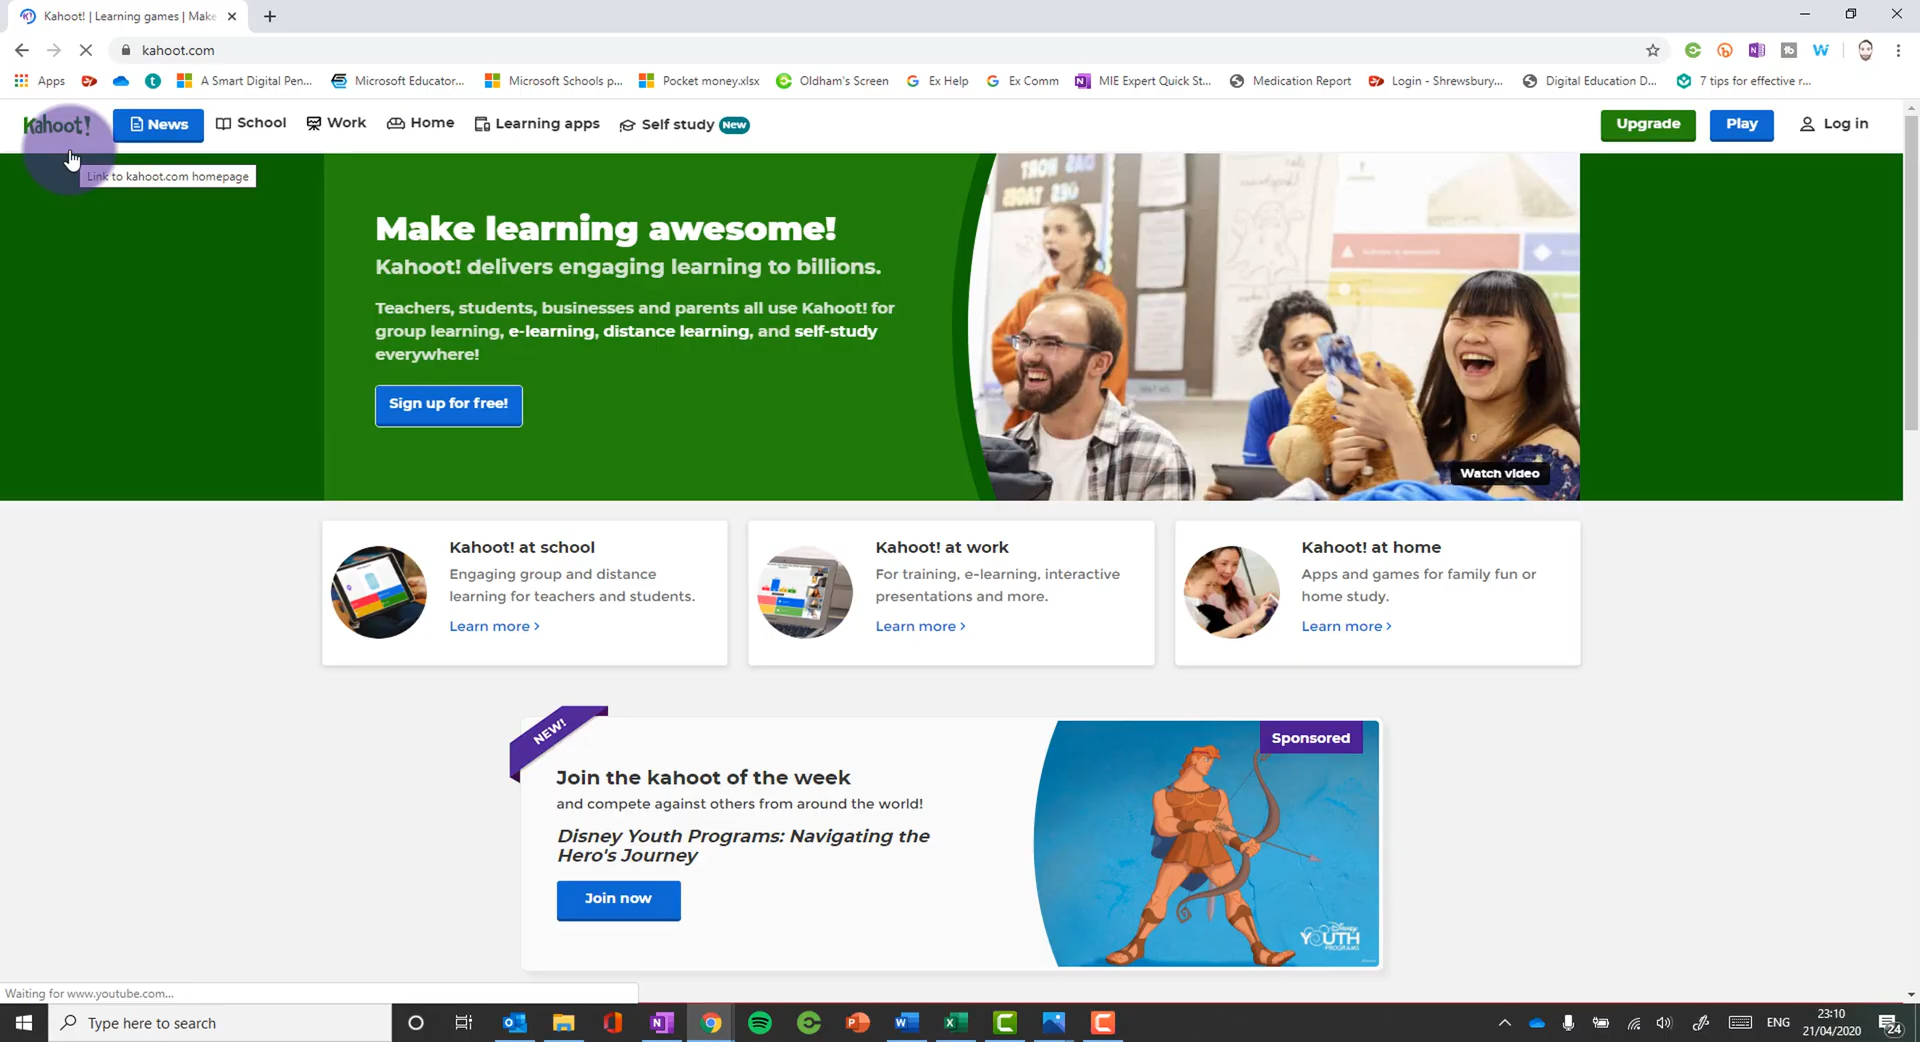 Kahoot! | Learning games | Make
kahoot.com
Apps
A Smart Digital Pen...
Microsoft Educator...
Microsoft Schools p...
Pocket money.xlsx
Oldham's Screen
Ex Help
Ex Comm
MIE Expert Quick St...
Medication Report
Login - Shrewsbury...
Digital Education D...
7 tips for effective r...
Kahoot!
News
School
Work
Home
Learning apps
Self study New
Upgrade
Play
Log in
Link to kahoot.com homepage
Make learning awesome!
Kahoot! delivers engaging learning to billions.
Teachers, students, businesses and parents all use Kahoot! for
group learning, e-learning, distance learning, and self-study
everywhere!
Sign up for free!
Watch video
Kahoot! at school
Engaging group and distance
learning for teachers and students.
Learn more ›
Kahoot! at work
For training, e-learning, interactive
presentations and more.
Learn more ›
Kahoot! at home
Apps and games for family fun or
home study.
Learn more ›
NEW!
Join the kahoot of the week
and compete against others from around the world!
Disney Youth Programs: Navigating the
Hero's Journey
Join now
Sponsored
Disney
YOUTH
PROGRAMS
Waiting for www.youtube.com...
Type here to search
ENG
23:10
21/04/2020
24